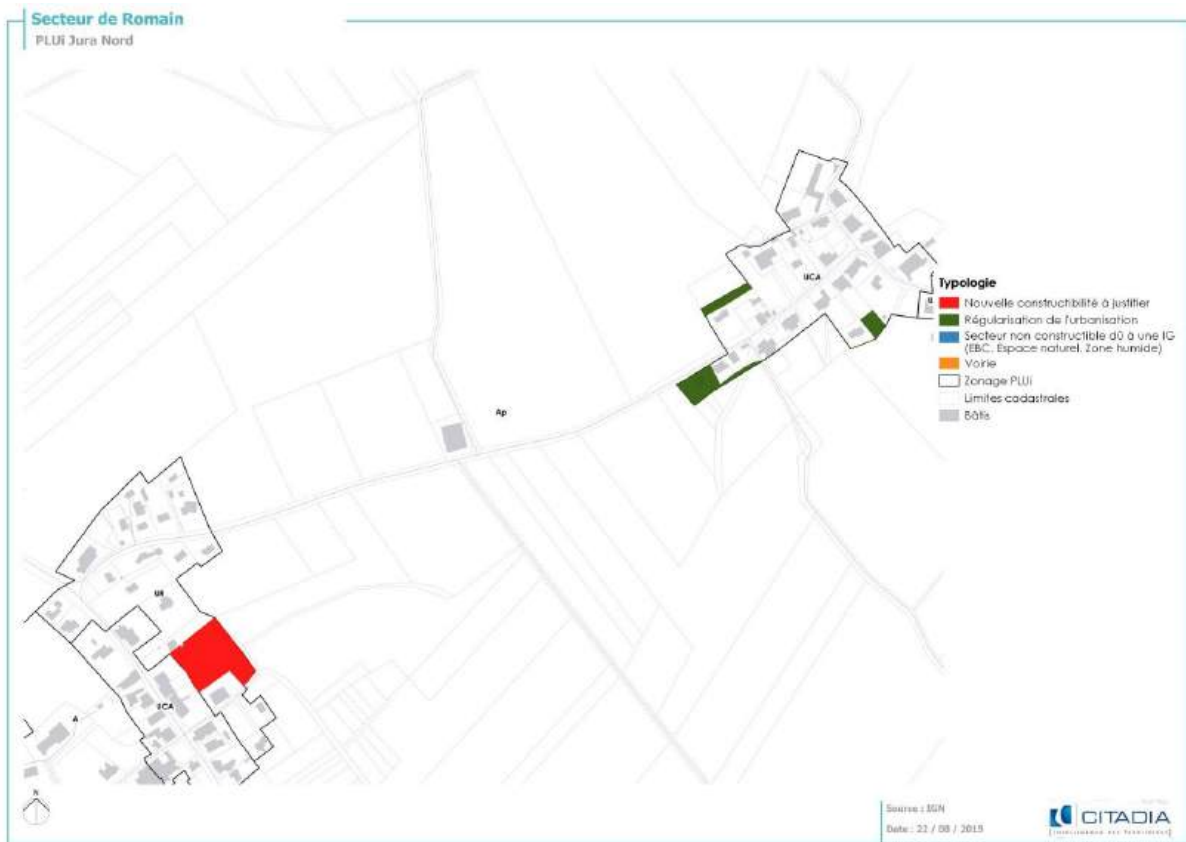 Secteur de Romain
PLUi Jura Nord
UCA
Typologie
Nouvelle constructibilité à justifier
Régularisation de l'urbanisation
Secteur non constructible dû à une IG
(EBC, Espace naturel, Zone humide)
Voirie
Zonage PLUi
Limites cadastrales
Bâtis
Ap
UCA
A
N
Source : IGN
Date : 22 / 08 /
CITADIA